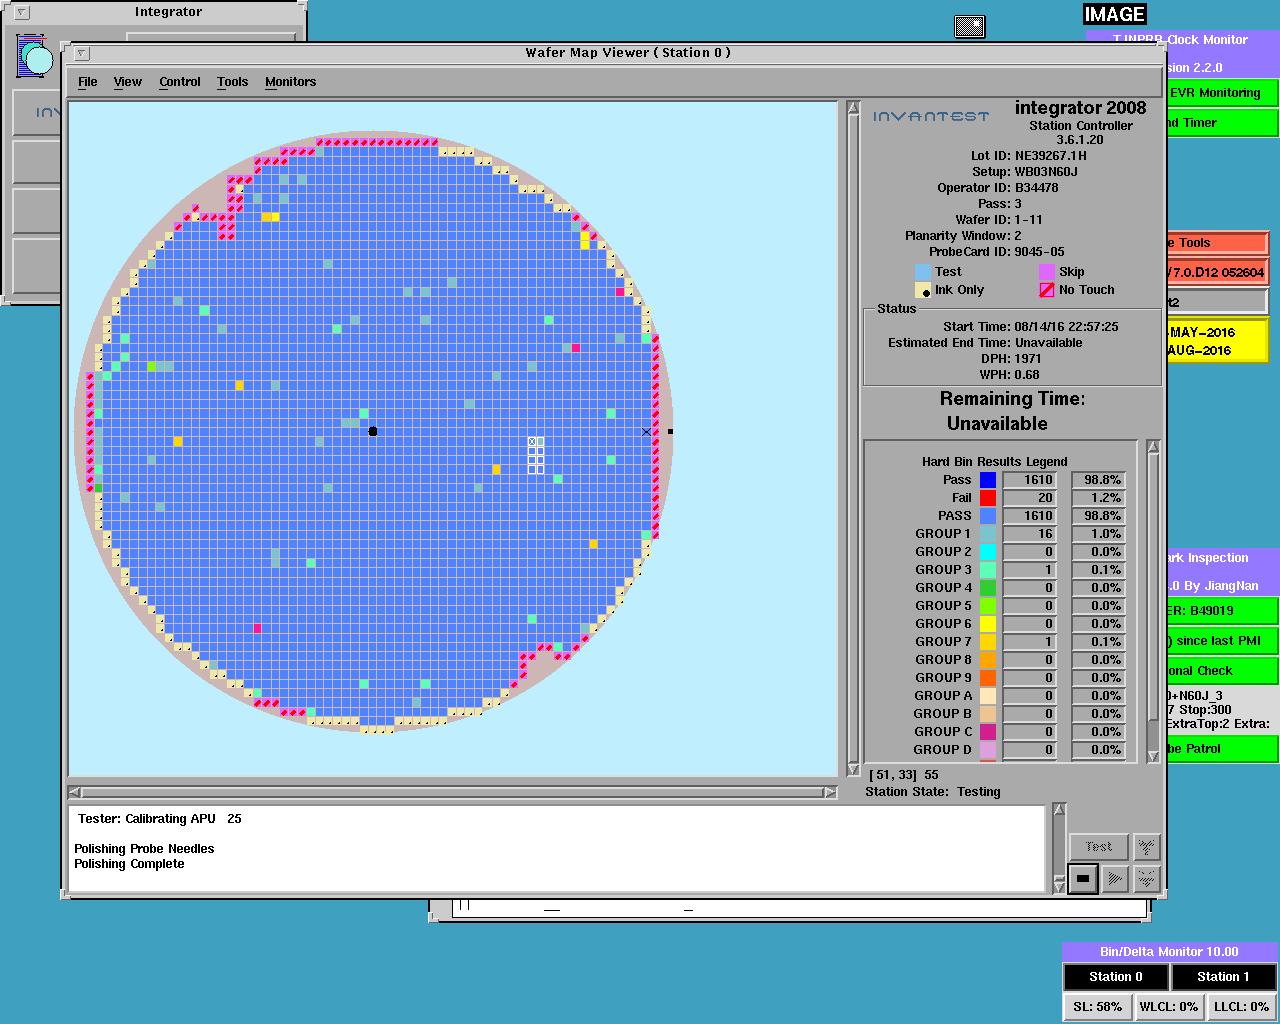 Integrator
IMAGE
TJNPRB Clock Monitor
sion 2.2.0
EVR Monitoring
nd Timer
Wafer Map Viewer ( Station 0 )
File View Control Tools Monitors
INVANTEST
integrator 2008
Station Controller
3.6.1.20
Lot ID: NE39267.1H
Setup: WB03N60J
Operator ID: B34478
Pass: 3
Wafer ID: 1-11
Planarity Window: 2
ProbeCard ID: 9045-05
Test Skip
Ink Only No Touch
Status
Start Time: 08/14/16 22:57:25
Estimated End Time: Unavailable
DPH: 1971
WPH: 0.68
Remaining Time:
Unavailable
Hard Bin Results Legend
Pass 1610 98.8%
Fail 20 1.2%
PASS 1610 98.8%
GROUP 1 16 1.0%
GROUP 2 0 0.0%
GROUP 3 1 0.1%
GROUP 4 0 0.0%
GROUP 5 0 0.0%
GROUP 6 0 0.0%
GROUP 7 1 0.1%
GROUP 8 0 0.0%
GROUP 9 0 0.0%
GROUP A 0 0.0%
GROUP B 0 0.0%
GROUP C 0 0.0%
GROUP D 0 0.0%
[ 51, 33] 55
Station State: Testing
Tester: Calibrating APU 25
Polishing Probe Needles
Polishing Complete
Test
e Tools
/7.0.D12 052604
t2
-MAY-2016
AUG-2016
ark Inspection
.0 By JiangNan
ER: B49019
) since last PMI
onal Check
0+N60J_3
7 Stop:300
ExtraTop:2 Extra:
be Patrol
Bin/Delta Monitor 10.00
Station 0 Station 1
SL: 58% WLCL: 0% LLCL: 0%